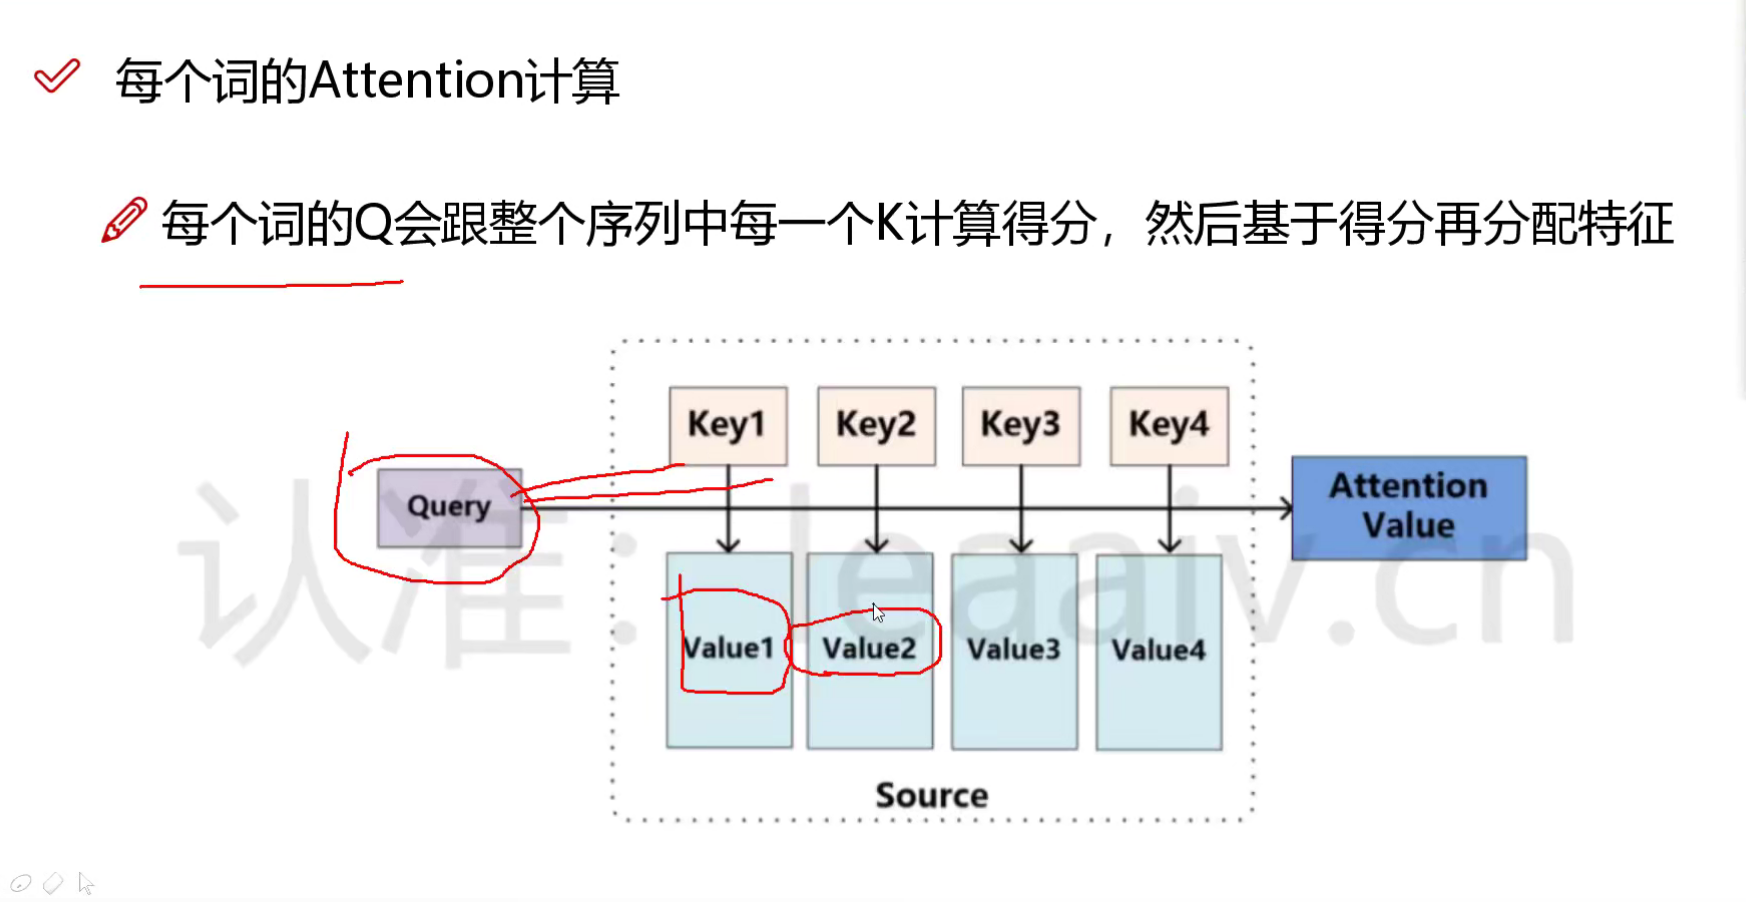 每个词的Attention计算
每个词的Q会跟整个序列中每一个K计算得分，然后基于得分再分配特征
Key1 Key2 Key3 Key4
Query
Attention
Value
Value1 Value2 Value3 Value4
Source
认准：leaaiv.cn